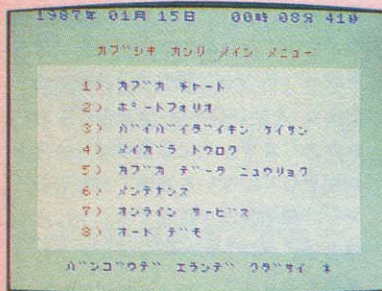 1987年 01月 15日 00時 08分 41秒
カブシキ カンリ メイン メニュー
1) カブカ チャート
2) ポートフォリオ
3) バイバイダイキン ケイサン
4) メイガラ トウロク
5) カブカ データ ニュウリョク
6) メンテナンス
7) オンライン サービス
8) オート デモ
バンゴウデ エランデ クダサイ *